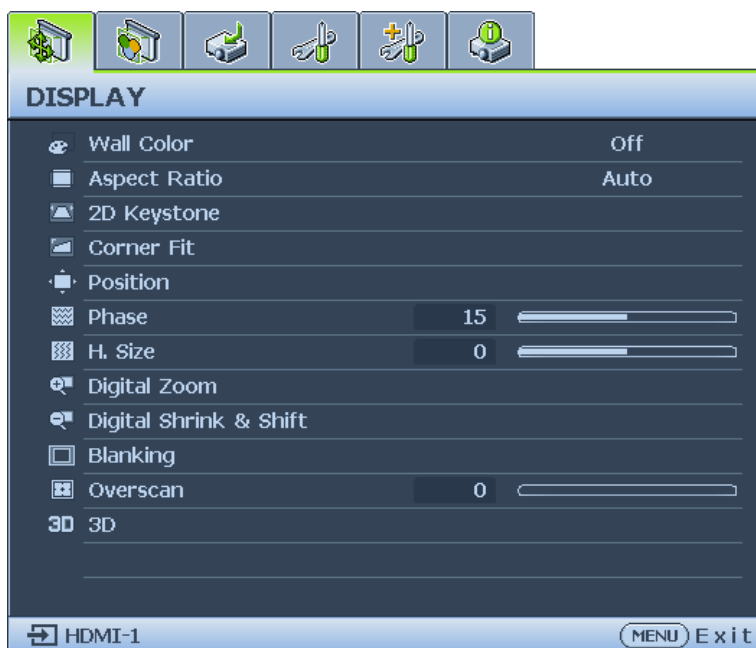 DISPLAY
Wall Color Off
Aspect Ratio Auto
2D Keystone
Corner Fit
Position
Phase 15
H. Size 0
Digital Zoom
Digital Shrink & Shift
Blanking
Overscan 0
3D 3D
HDMI-1 MENU Exit